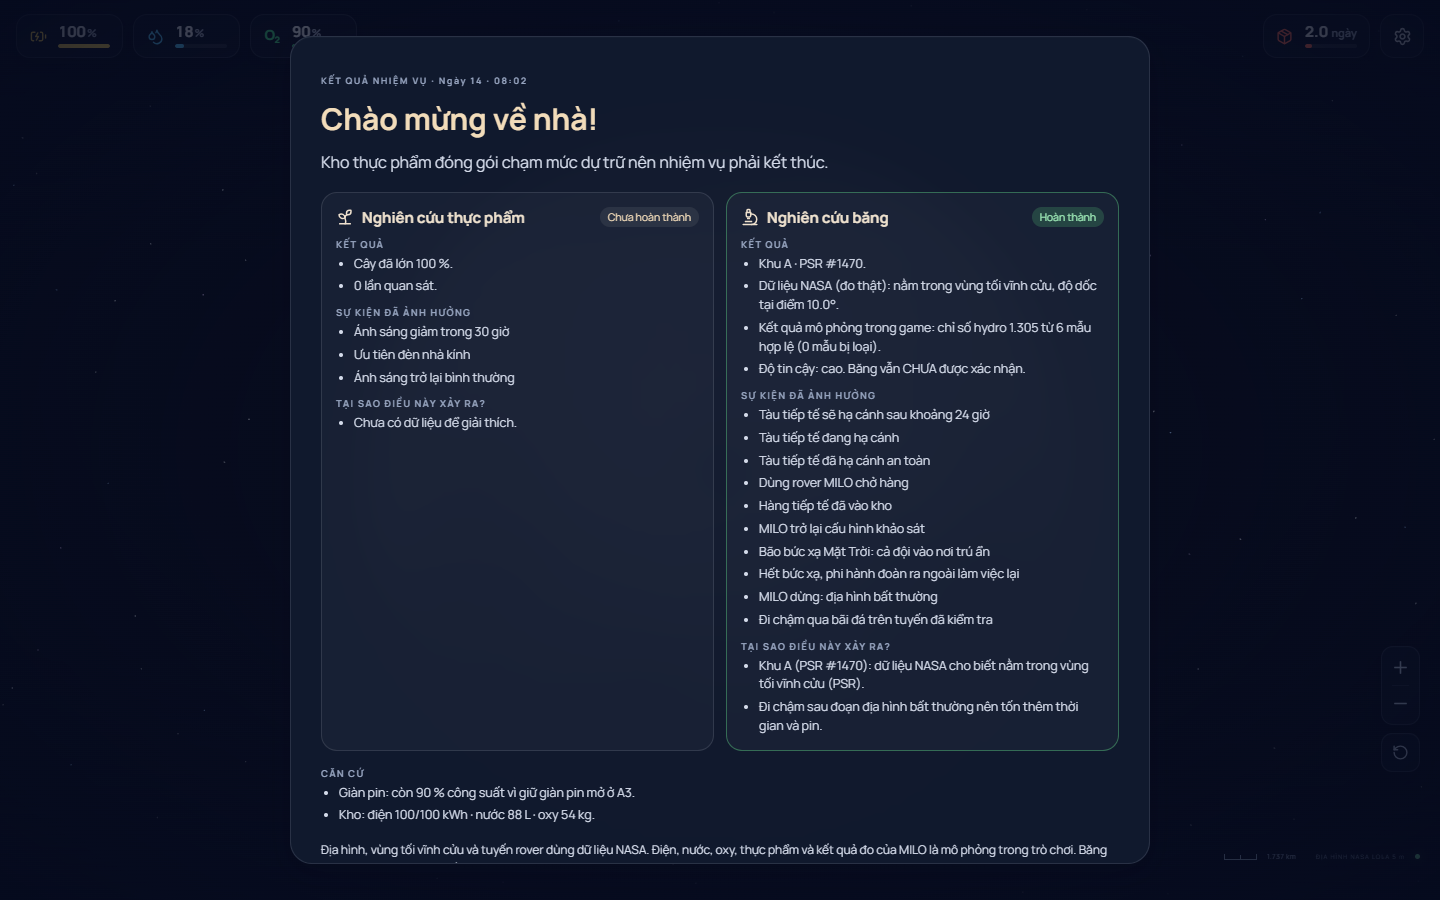 100%
18%
O₂ 90%
2.0 ngày
KẾT QUẢ NHIỆM VỤ · Ngày 14 · 08:02
Chào mừng về nhà!
Kho thực phẩm đóng gói chạm mức dự trữ nên nhiệm vụ phải kết thúc.
Nghiên cứu thực phẩm
Chưa hoàn thành
KẾT QUẢ
• Cây đã lớn 100 %.
• 0 lần quan sát.
SỰ KIỆN ĐÃ ẢNH HƯỞNG
• Ánh sáng giảm trong 30 giờ
• Ưu tiên đèn nhà kính
• Ánh sáng trở lại bình thường
TẠI SAO ĐIỀU NÀY XẢY RA?
• Chưa có dữ liệu để giải thích.
Nghiên cứu băng
Hoàn thành
KẾT QUẢ
• Khu A · PSR #1470.
• Dữ liệu NASA (đo thật): nằm trong vùng tối vĩnh cửu, độ dốc
tại điểm 10.0°.
• Kết quả mô phỏng trong game: chỉ số hydro 1.305 từ 6 mẫu
hợp lệ (0 mẫu bị loại).
• Độ tin cậy: cao. Băng vẫn CHƯA được xác nhận.
SỰ KIỆN ĐÃ ẢNH HƯỞNG
• Tàu tiếp tế sẽ hạ cánh sau khoảng 24 giờ
• Tàu tiếp tế đang hạ cánh
• Tàu tiếp tế đã hạ cánh an toàn
• Dùng rover MILO chở hàng
• Hàng tiếp tế đã vào kho
• MILO trở lại cấu hình khảo sát
• Bão bức xạ Mặt Trời: cả đội vào nơi trú ẩn
• Hết bức xạ, phi hành đoàn ra ngoài làm việc lại
• MILO dừng: địa hình bất thường
• Đi chậm qua bãi đá trên tuyến đã kiểm tra
TẠI SAO ĐIỀU NÀY XẢY RA?
• Khu A (PSR #1470): dữ liệu NASA cho biết nằm trong vùng
tối vĩnh cửu (PSR).
• Đi chậm sau đoạn địa hình bất thường nên tốn thêm thời
gian và pin.
CĂN CỨ
• Giàn pin: còn 90 % công suất vì giữ giàn pin mở ở A3.
• Kho: điện 100/100 kWh · nước 88 L · oxy 54 kg.
Địa hình, vùng tối vĩnh cửu và tuyến rover dùng dữ liệu NASA. Điện, nước, oxy, thực phẩm và kết quả đo của MILO là mô phỏng trong trò chơi. Băng
1.737 km